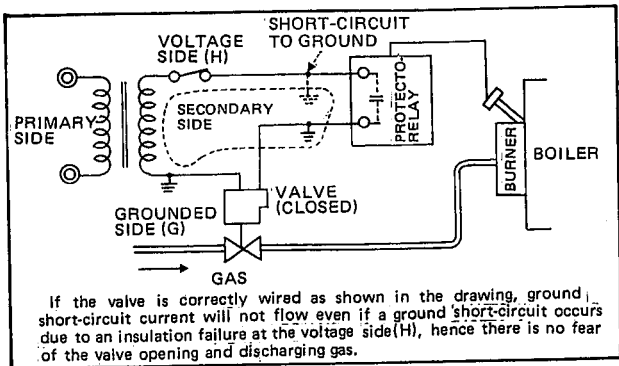 SHORT-CIRCUIT
TO GROUND
VOLTAGE
SIDE (H)
PRIMARY
SIDE
SECONDARY
SIDE
PROTECTO-
RELAY
BURNER
BOILER
GROUNDED
SIDE (G)
VALVE
(CLOSED)
GAS
If the valve is correctly wired as shown in the drawing, ground
short-circuit current will not flow even if a ground short-circuit occurs
due to an insulation failure at the voltage side(H), hence there is no fear
of the valve opening and discharging gas.